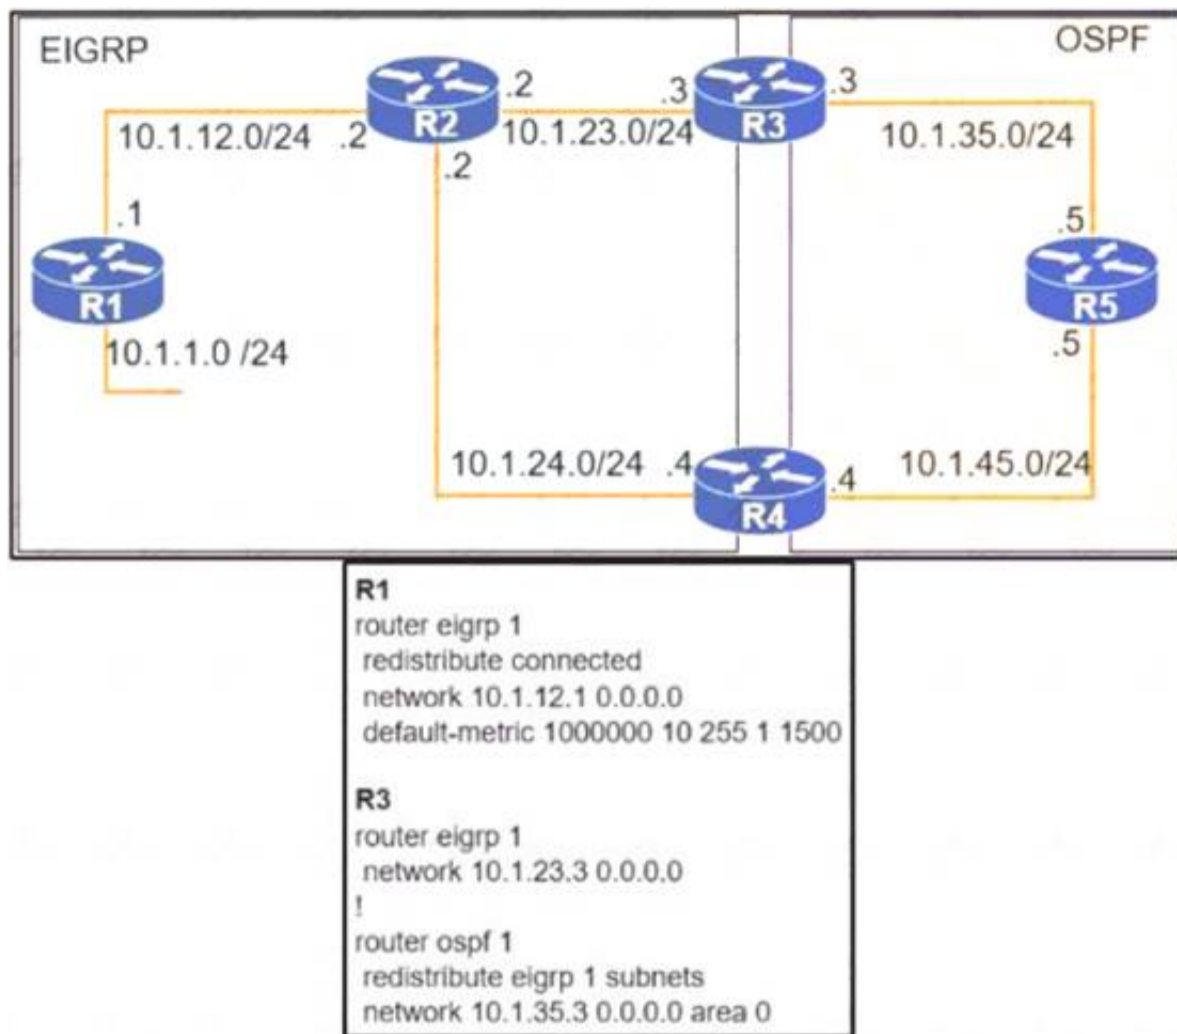 EIGRP
OSPF
.2
.3
.3
R2
R3
10.1.12.0/24
.2
10.1.23.0/24
10.1.35.0/24
.2
.1
.5
R1
R5
10.1.1.0 /24
.5
10.1.24.0/24
.4
10.1.45.0/24
.4
R4
R1
router eigrp 1
redistribute connected
network 10.1.12.1 0.0.0.0
default-metric 1000000 10 255 1 1500
R3
router eigrp 1
network 10.1.23.3 0.0.0.0
!
router ospf 1
redistribute eigrp 1 subnets
network 10.1.35.3 0.0.0.0 area 0